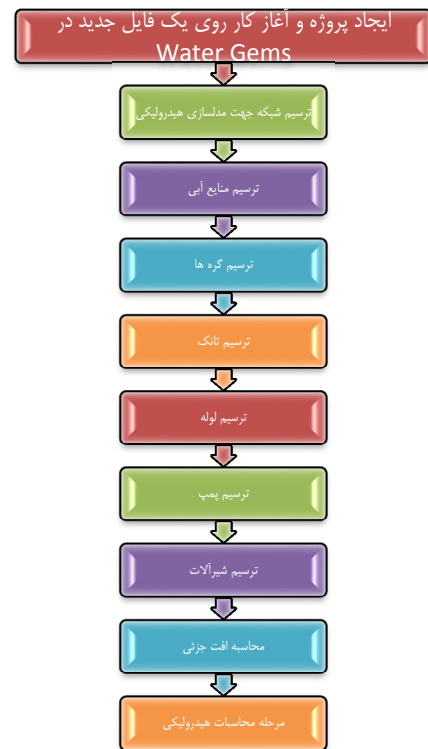 ایجاد پروژه و آغاز کار روی یک فایل جدید در
Water Gems
ترسیم شبکه جهت مدلسازی هیدرولیکی
ترسیم منابع آبی
ترسیم گره ها
ترسیم تانک
ترسیم لوله
ترسیم پمپ
ترسیم شیرآلات
محاسبه افت جزئی
مرحله محاسبات هیدرولیکی